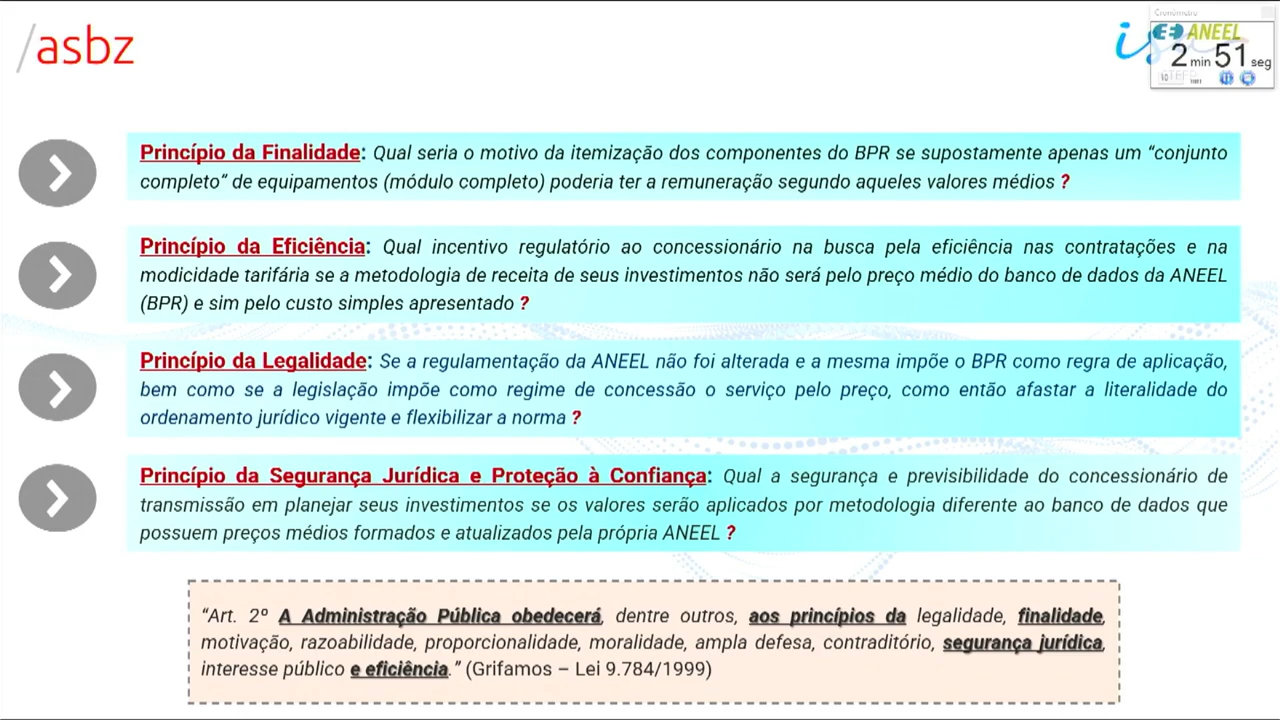 /asbz
Cronômetro
ANEEL
2 min 51 seg
Princípio da Finalidade: Qual seria o motivo da itemização dos componentes do BPR se supostamente apenas um “conjunto
completo” de equipamentos (módulo completo) poderia ter a remuneração segundo aqueles valores médios ?
Princípio da Eficiência: Qual incentivo regulatório ao concessionário na busca pela eficiência nas contratações e na
modicidade tarifária se a metodologia de receita de seus investimentos não será pelo preço médio do banco de dados da ANEEL
(BPR) e sim pelo custo simples apresentado ?
Princípio da Legalidade: Se a regulamentação da ANEEL não foi alterada e a mesma impõe o BPR como regra de aplicação,
bem como se a legislação impõe como regime de concessão o serviço pelo preço, como então afastar a literalidade do
ordenamento jurídico vigente e flexibilizar a norma ?
Princípio da Segurança Jurídica e Proteção à Confiança: Qual a segurança e previsibilidade do concessionário de
transmissão em planejar seus investimentos se os valores serão aplicados por metodologia diferente ao banco de dados que
possuem preços médios formados e atualizados pela própria ANEEL ?
“Art. 2º A Administração Pública obedecerá, dentre outros, aos princípios da legalidade, finalidade,
motivação, razoabilidade, proporcionalidade, moralidade, ampla defesa, contraditório, segurança jurídica,
interesse público e eficiência.” (Grifamos – Lei 9.784/1999)